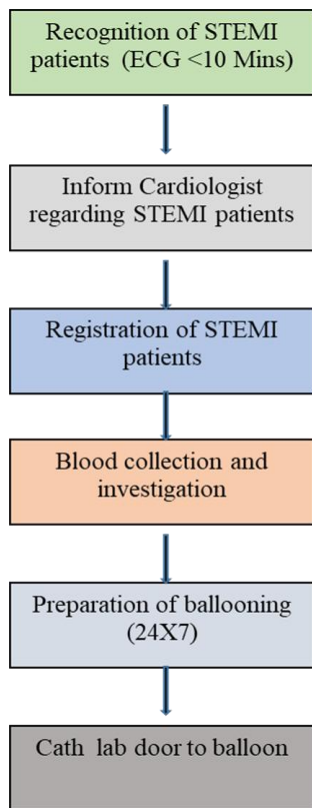 Recognition of STEMI
patients (ECG <10 Mins)
Inform Cardiologist
regarding STEMI patients
Registration of STEMI
patients
Blood collection and
investigation
Preparation of ballooning
(24X7)
Cath lab door to balloon